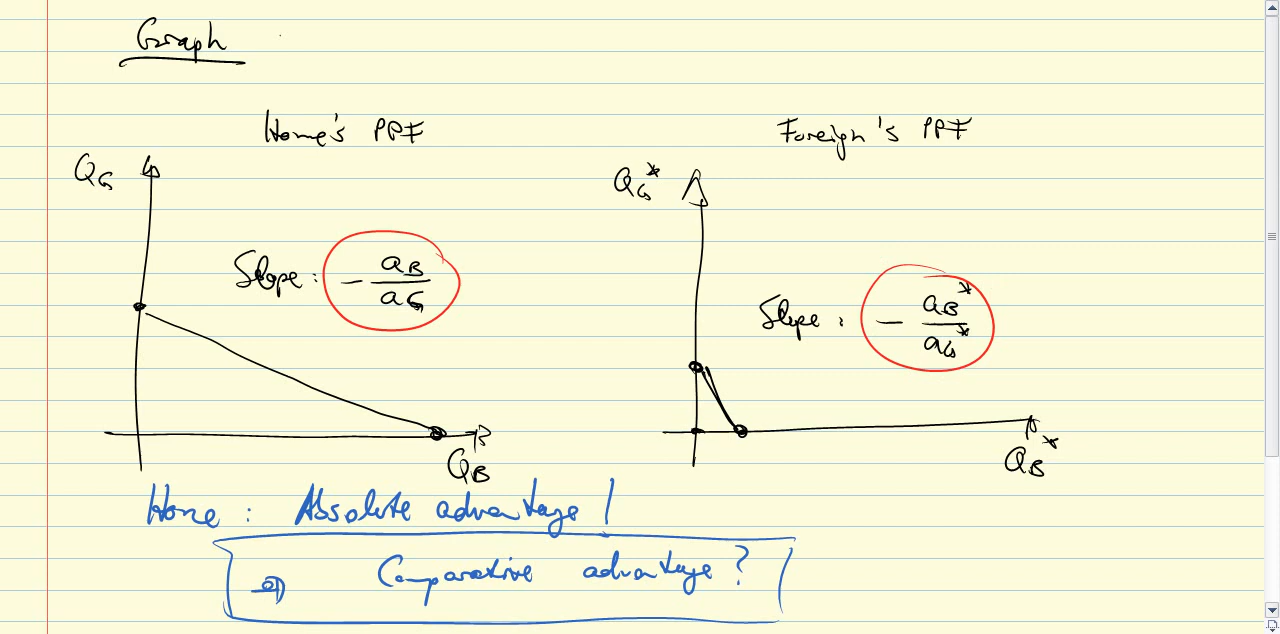 Graph
Home's PPF
Foreign's PPF
QG
QG*
Slope: - aB/aG
Slope: - aB*/aG*
QB
QB*
Home: Absolute advantage!
⇒ Comparative advantage?